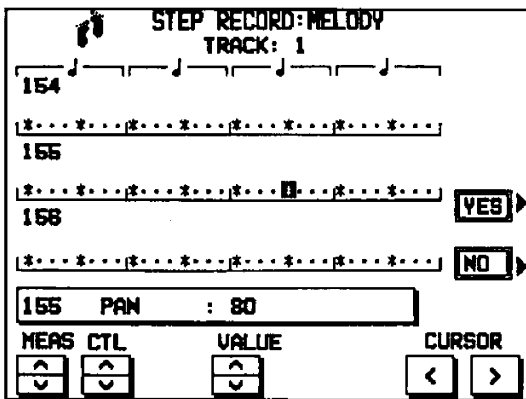 STEP RECORD:MELODY
TRACK: 1
154
155
156
YES
NO
155 PAN : 80
MEAS CTL VALUE CURSOR
< >